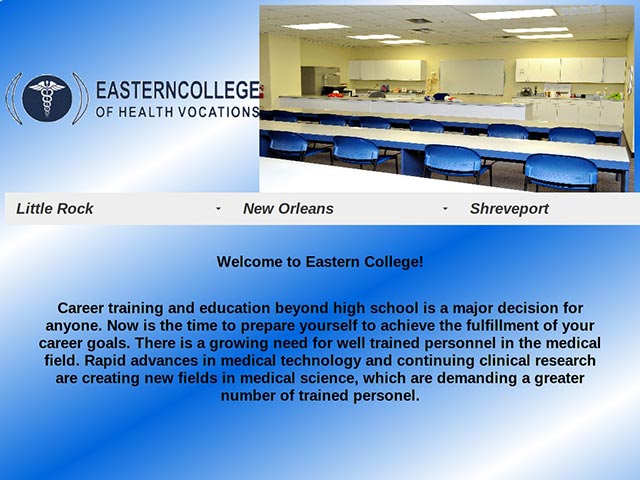 EASTERNCOLLEGE
OF HEALTH VOCATIONS
Little Rock
New Orleans
Shreveport
Welcome to Eastern College!
Career training and education beyond high school is a major decision for
anyone. Now is the time to prepare yourself to achieve the fulfillment of your
career goals. There is a growing need for well trained personnel in the medical
field. Rapid advances in medical technology and continuing clinical research
are creating new fields in medical science, which are demanding a greater
number of trained personel.